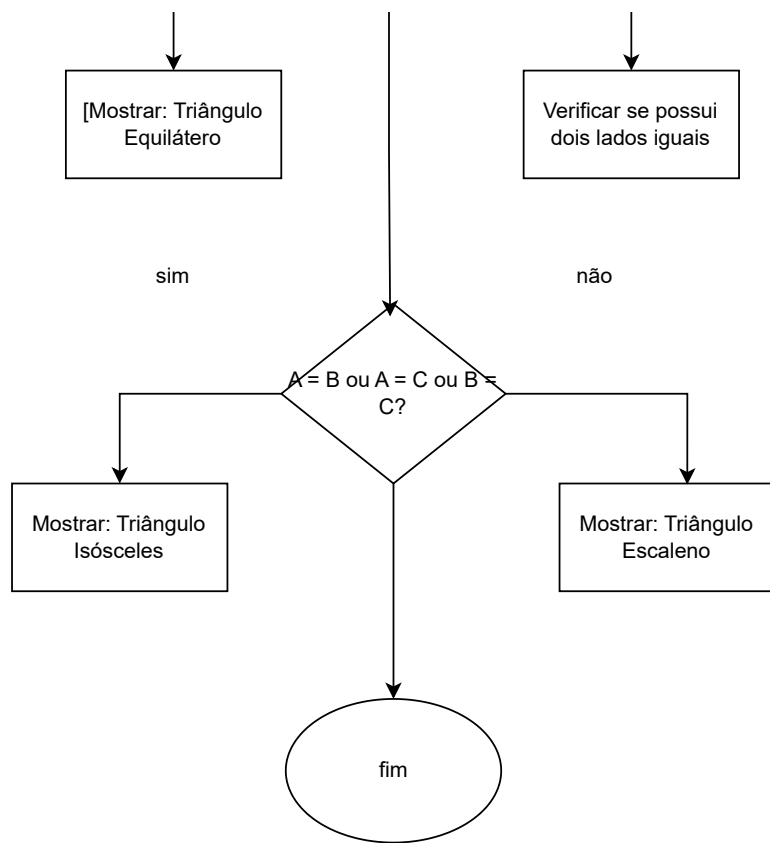 [Mostrar: Triângulo
Equilátero
Verificar se possui
dois lados iguais
sim
não
A = B ou A = C ou B =
C?
Mostrar: Triângulo
Isósceles
Mostrar: Triângulo
Escaleno
fim